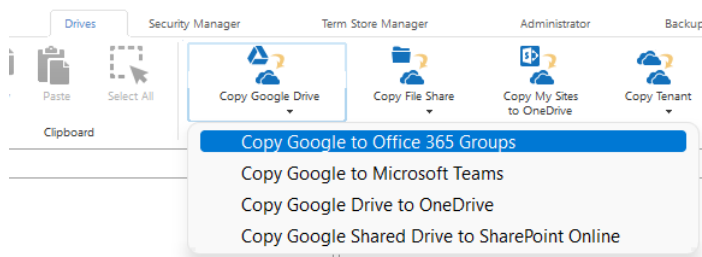 Drives
Security Manager
Term Store Manager
Administrator
Backup
Paste
Select All
Copy Google Drive
Copy File Share
Copy My Sites
to OneDrive
Copy Tenant
Clipboard
Copy Google to Office 365 Groups
Copy Google to Microsoft Teams
Copy Google Drive to OneDrive
Copy Google Shared Drive to SharePoint Online